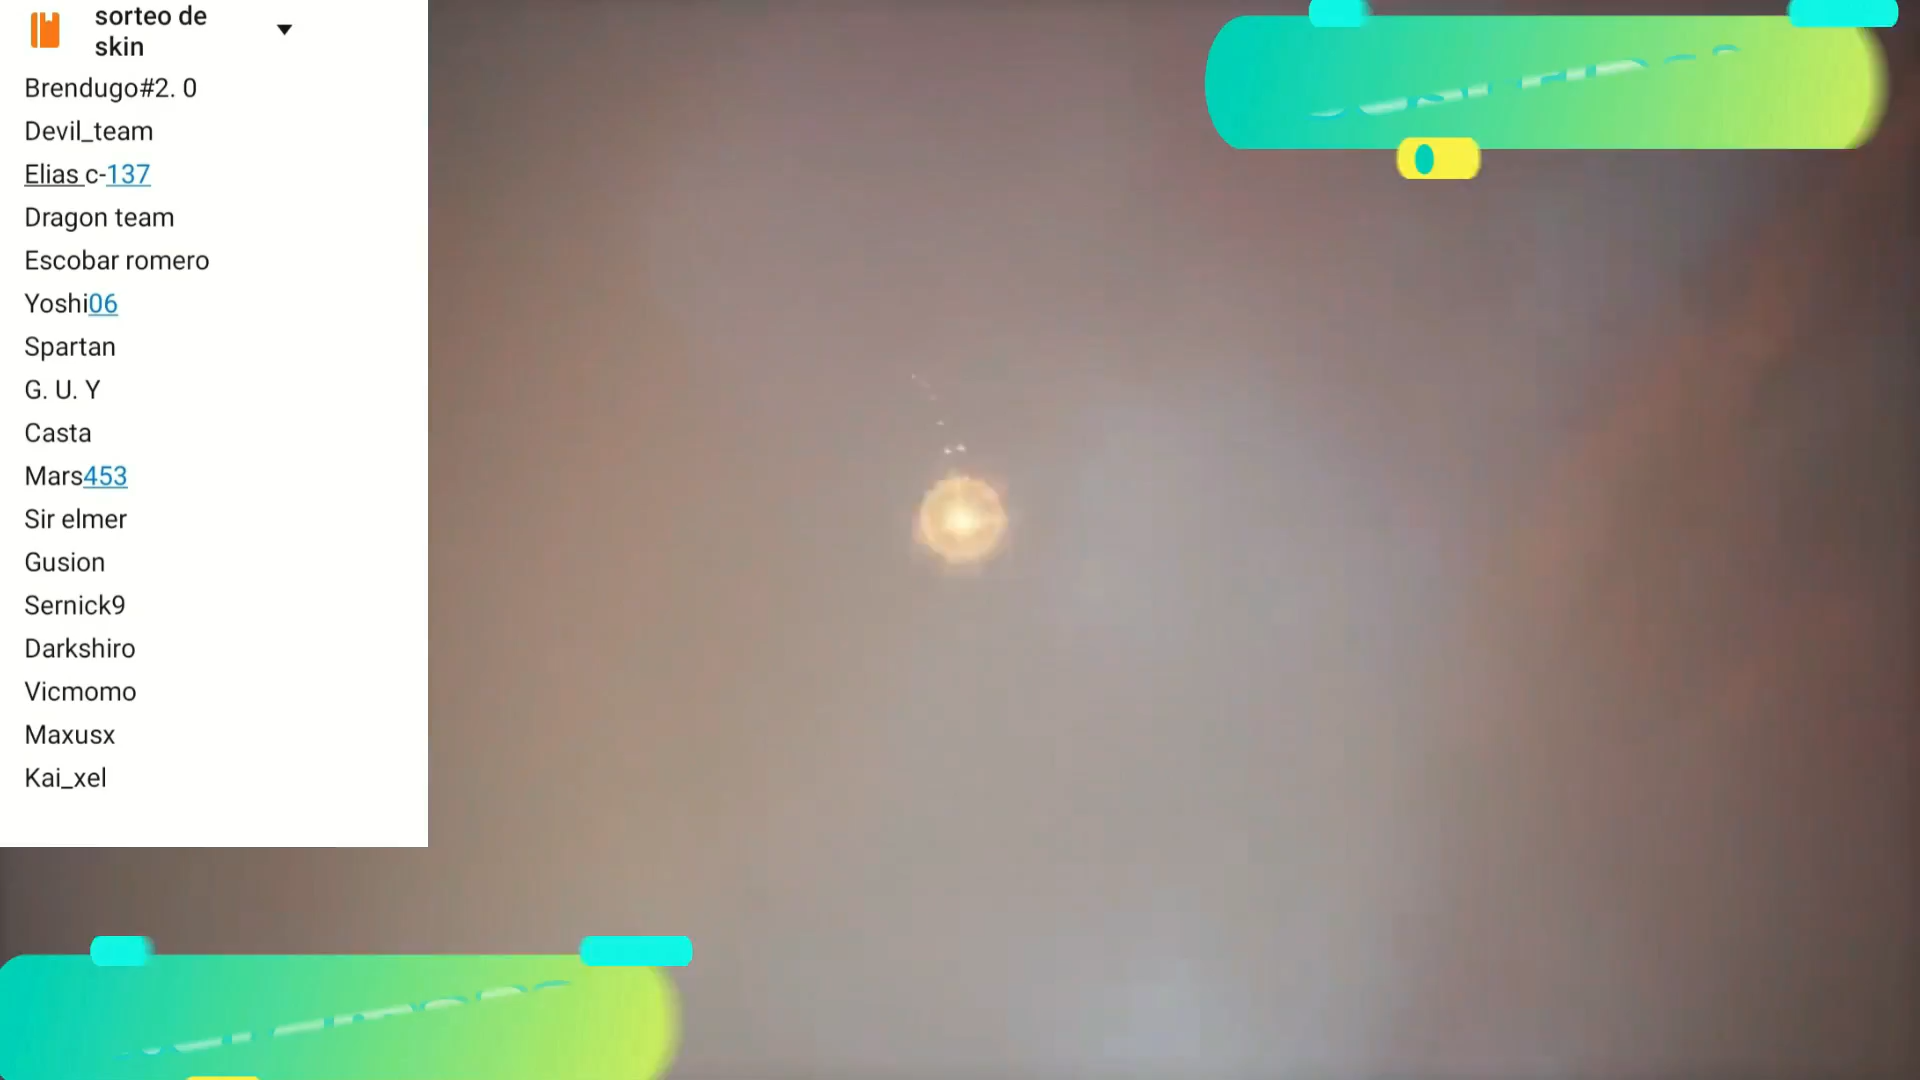 sorteo de
skin
Brendugo#2. 0
Devil_team
Elias c-137
Dragon team
Escobar romero
Yoshi06
Spartan
G. U. Y
Casta
Mars453
Sir elmer
Gusion
Sernick9
Darkshiro
Vicmomo
Maxusx
Kai_xel